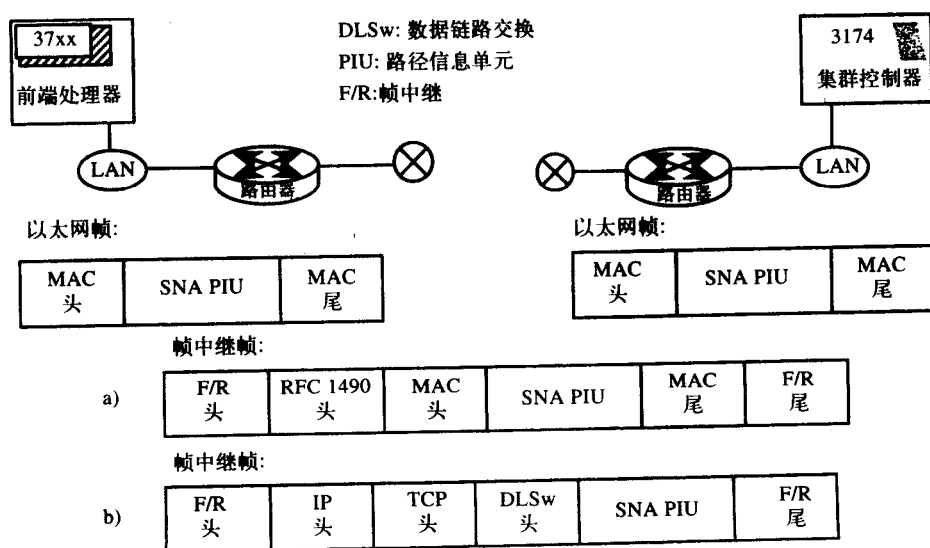 37xx
前端处理器
DLSw: 数据链路交换
PIU: 路径信息单元
F/R:帧中继
3174
集群控制器
LAN
路由器
路由器
LAN
以太网帧:
MAC
头
SNA PIU
MAC
尾
以太网帧:
MAC
头
SNA PIU
MAC
尾
帧中继帧:
a)
F/R
头
RFC 1490
头
MAC
头
SNA PIU
MAC
尾
F/R
尾
帧中继帧:
b)
F/R
头
IP
头
TCP
头
DLSw
头
SNA PIU
F/R
尾